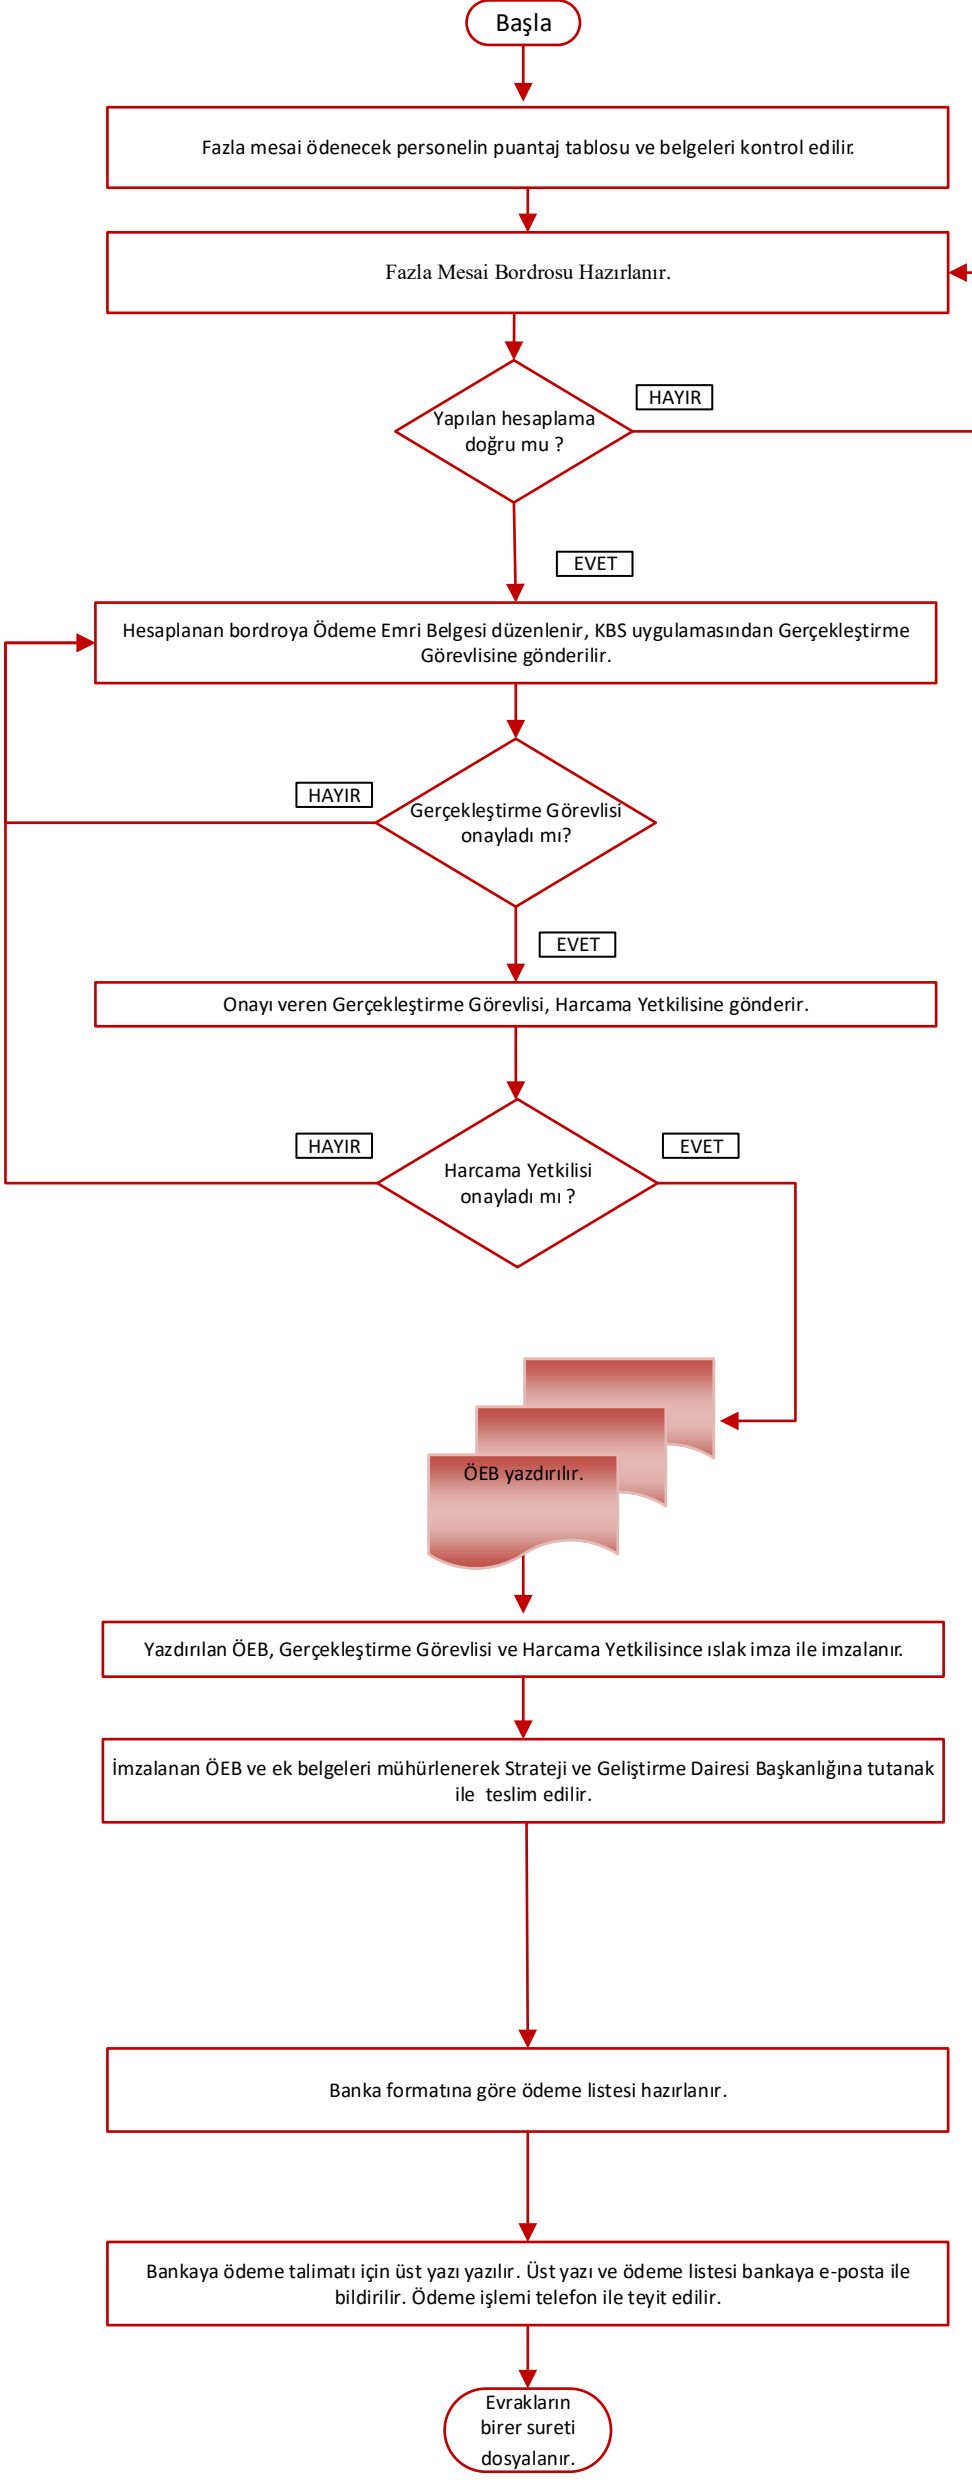 Başla
Fazla mesai ödenecek personelin puantaj tablosu ve belgeleri kontrol edilir.
Fazla Mesai Bordrosu Hazırlanır.
HAYIR
Yapılan hesaplama
doğru mu ?
EVET
Hesaplanan bordroya Ödeme Emri Belgesi düzenlenir, KBS uygulamasından Gerçekleştirme
Görevlisine gönderilir.
HAYIR
Gerçekleştirme Görevlisi
onayladı mı?
EVET
Onayı veren Gerçekleştirme Görevlisi, Harcama Yetkilisine gönderir.
HAYIR
EVET
Harcama Yetkilisi
onayladı mı ?
ÖEB yazdırılır.
Yazdırılan ÖEB, Gerçekleştirme Görevlisi ve Harcama Yetkilisince ıslak imza ile imzalanır.
İmzalanan ÖEB ve ek belgeleri mühürlenerek Strateji ve Geliştirme Dairesi Başkanlığına tutanak
ile  teslim edilir.
Banka formatına göre ödeme listesi hazırlanır.
Bankaya ödeme talimatı için üst yazı yazılır. Üst yazı ve ödeme listesi bankaya e-posta ile
bildirilir. Ödeme işlemi telefon ile teyit edilir.
Evrakların
birer sureti
dosyalanır.